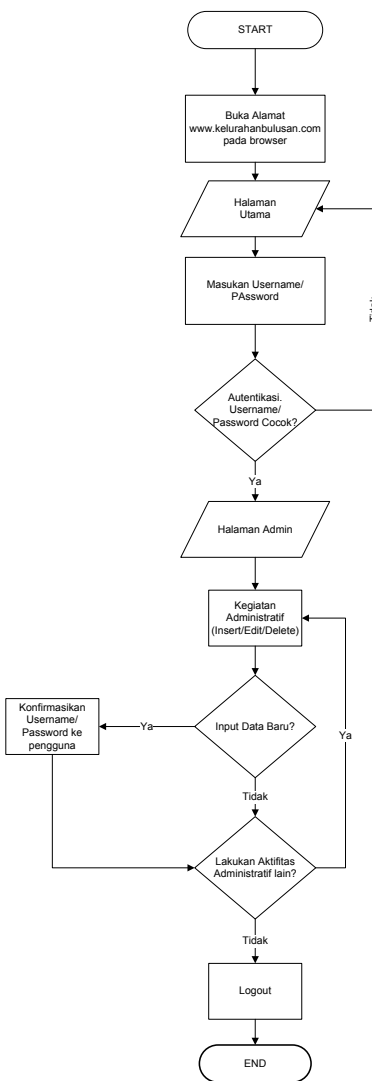 START
Buka Alamat
www.kelurahanbulusan.com
pada browser
Halaman
Utama
Masukan Username/
PAssword
Autentikasi.
Username/
Password Cocok?
Ya
Halaman Admin
Kegiatan
Administratif
(Insert/Edit/Delete)
Konfirmasikan
Username/
Password ke
pengguna
Ya
Input Data Baru?
Ya
Tidak
Lakukan Aktifitas
Administratif lain?
Tidak
Logout
END